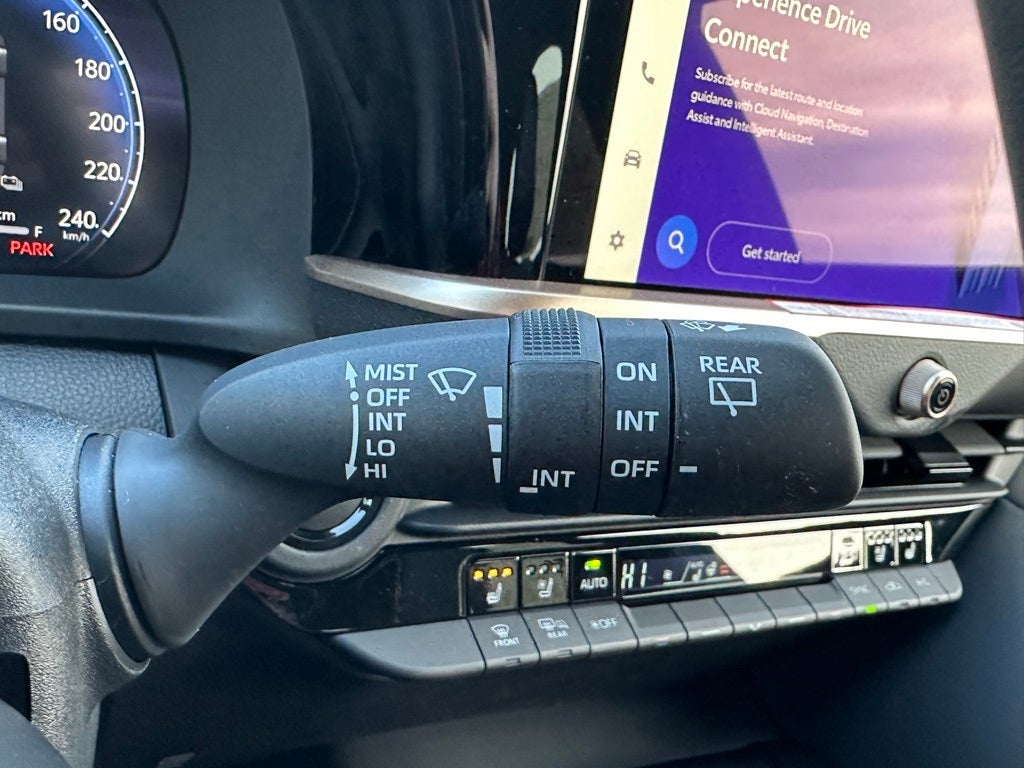 160
180
200
220
240
km/h
km
F
PARK
xperience Drive
Connect
Subscribe for the latest route and location
guidance with Cloud Navigation, Destination
Assist and Intelligent Assistant.
Get started
MIST
OFF
INT
LO
HI
INT
ON
INT
OFF
REAR
AUTO
HI
FRONT
REAR
OFF
SYNC